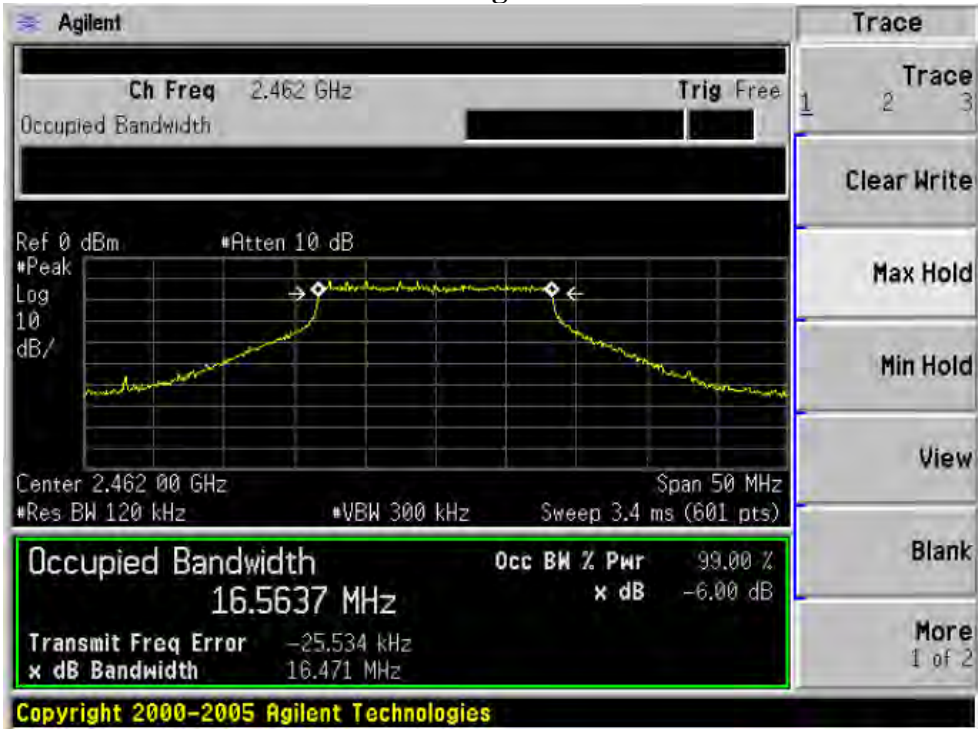 Agilent
Trace
Ch Freq 2.462 GHz Trig Free
Occupied Bandwidth
Ref 0 dBm #Atten 10 dB
#Peak
Log
10
dB/
Center 2.462 00 GHz Span 50 MHz
#Res BW 120 kHz #VBW 300 kHz Sweep 3.4 ms (601 pts)
Occupied Bandwidth Occ BW % Pwr 99.00 %
16.5637 MHz x dB -6.00 dB
Transmit Freq Error -25.534 kHz
x dB Bandwidth 16.471 MHz
Copyright 2000-2005 Agilent Technologies
Trace
1 2 3
Clear Write
Max Hold
Min Hold
View
Blank
More
1 of 2